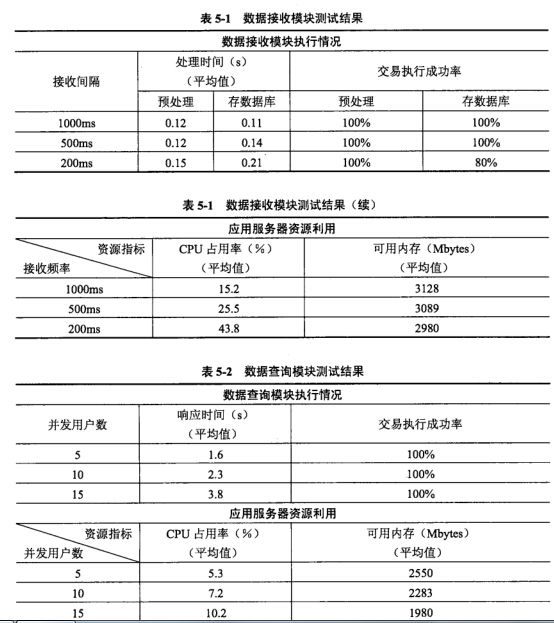 表 5-1 数据接收模块测试结果
数据接收模块执行情况
接收间隔 处理时间（s）（平均值） 交易执行成功率
预处理 存数据库 预处理 存数据库
1000ms 0.12 0.11 100% 100%
500ms 0.12 0.14 100% 100%
200ms 0.15 0.21 100% 80%
表 5-1 数据接收模块测试结果（续）
应用服务器资源利用
资源指标 CPU 占用率（%） 可用内存（Mbytes）
接收频率 （平均值） （平均值）
1000ms 15.2 3128
500ms 25.5 3089
200ms 43.8 2980
表 5-2 数据查询模块测试结果
数据查询模块执行情况
并发用户数 响应时间（s）（平均值） 交易执行成功率
5 1.6 100%
10 2.3 100%
15 3.8 100%
应用服务器资源利用
资源指标 CPU 占用率（%） 可用内存（Mbytes）
并发用户数 （平均值） （平均值）
5 5.3 2550
10 7.2 2283
15 10.2 1980